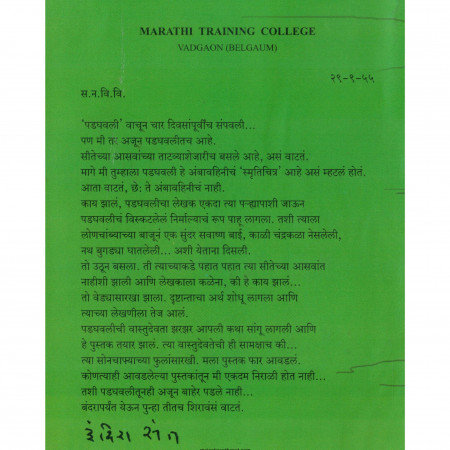 MARATHI TRAINING COLLEGE
VADGAON (BELGAUM)
२९-९-५५
स.न.वि.वि.
'पडघवली' वाचून चार दिवसांपूर्वीच संपवली...
पण मी तर अजून पडघवलीतच आहे.
सीतेच्या आसवांच्या ताटव्याशेजारीच बसले आहे, असं वाटतं.
मागे मी तुम्हाला पडघवली हे अंबावहिनीचं 'स्मृतिचित्र' आहे असं म्हटलं होतं.
आता वाटतं, छे: ते अंबावहिनीचं नाही.
काय झालं, पडघवलीचा लेखक एकदा त्या पऱ्ह्यापाशी जाऊन
पडघवलीचं विस्कटलेलं निर्माल्याचं रूप पाहू लागला. तशी त्याला
लोणचांब्याच्या बाजूनं एक सुंदर सवाष्ण बाई, काळी चंद्रकळा नेसलेली,
नथ बुगड्या घातलेली... अशी येताना दिसली.
तो उठून बसला. ती त्याच्याकडे पहात पहात त्या सीतेच्या आसवांत
नाहीशी झाली आणि लेखकाला कळेना, कौ हे काय झालं...
तो वेड्यासारखा झाला. दृष्टान्ताचा अर्थ शोधू लागला आणि
त्याच्या लेखणीला तेज आलं.
पडघवलीची वास्तुदेवता झरझर आपली कथा सांगू लागली आणि
हे पुस्तक तयार झालं. त्या वास्तुदेवतेची ही सामक्षाच की...
त्या सोनचाफ्याच्या फुलांसारखी. मला पुस्तक फार आवडलं.
कोणत्याही आवडलेल्या पुस्तकातून मी एकदम निराळी होत नाही...
तशी पडघवलीतूनही अजून बाहेर पडले नाही...
बंदरापर्यंत येऊन पुन्हा तीतच शिरावंसं वाटतं.
इंदिरा संत